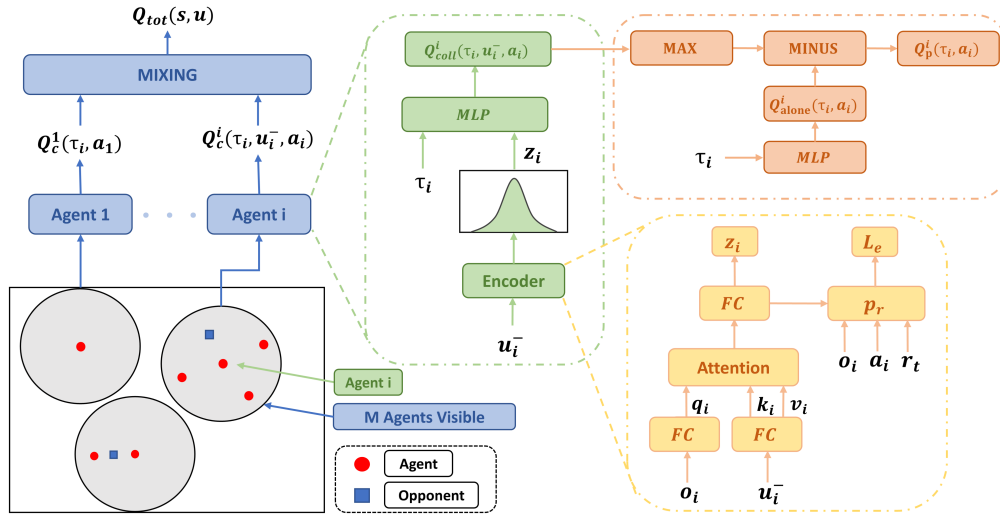 Q_tot(s, u)
MIXING
Q_c^1(τ_i, a_1)
Q_c^i(τ_i, u_i^-, a_i)
Agent 1
Agent i
Agent i
M Agents Visible
Agent
Opponent
Q_coll^i(τ_i, u_i^-, a_i)
MLP
τ_i
z_i
Encoder
u_i^-
MAX
MINUS
Q_p^i(τ_i, a_i)
Q_alone^i(τ_i, a_i)
τ_i
MLP
z_i
L_e
FC
p_r
Attention
o_i
a_i
r_t
q_i
k_i
v_i
FC
FC
o_i
u_i^-